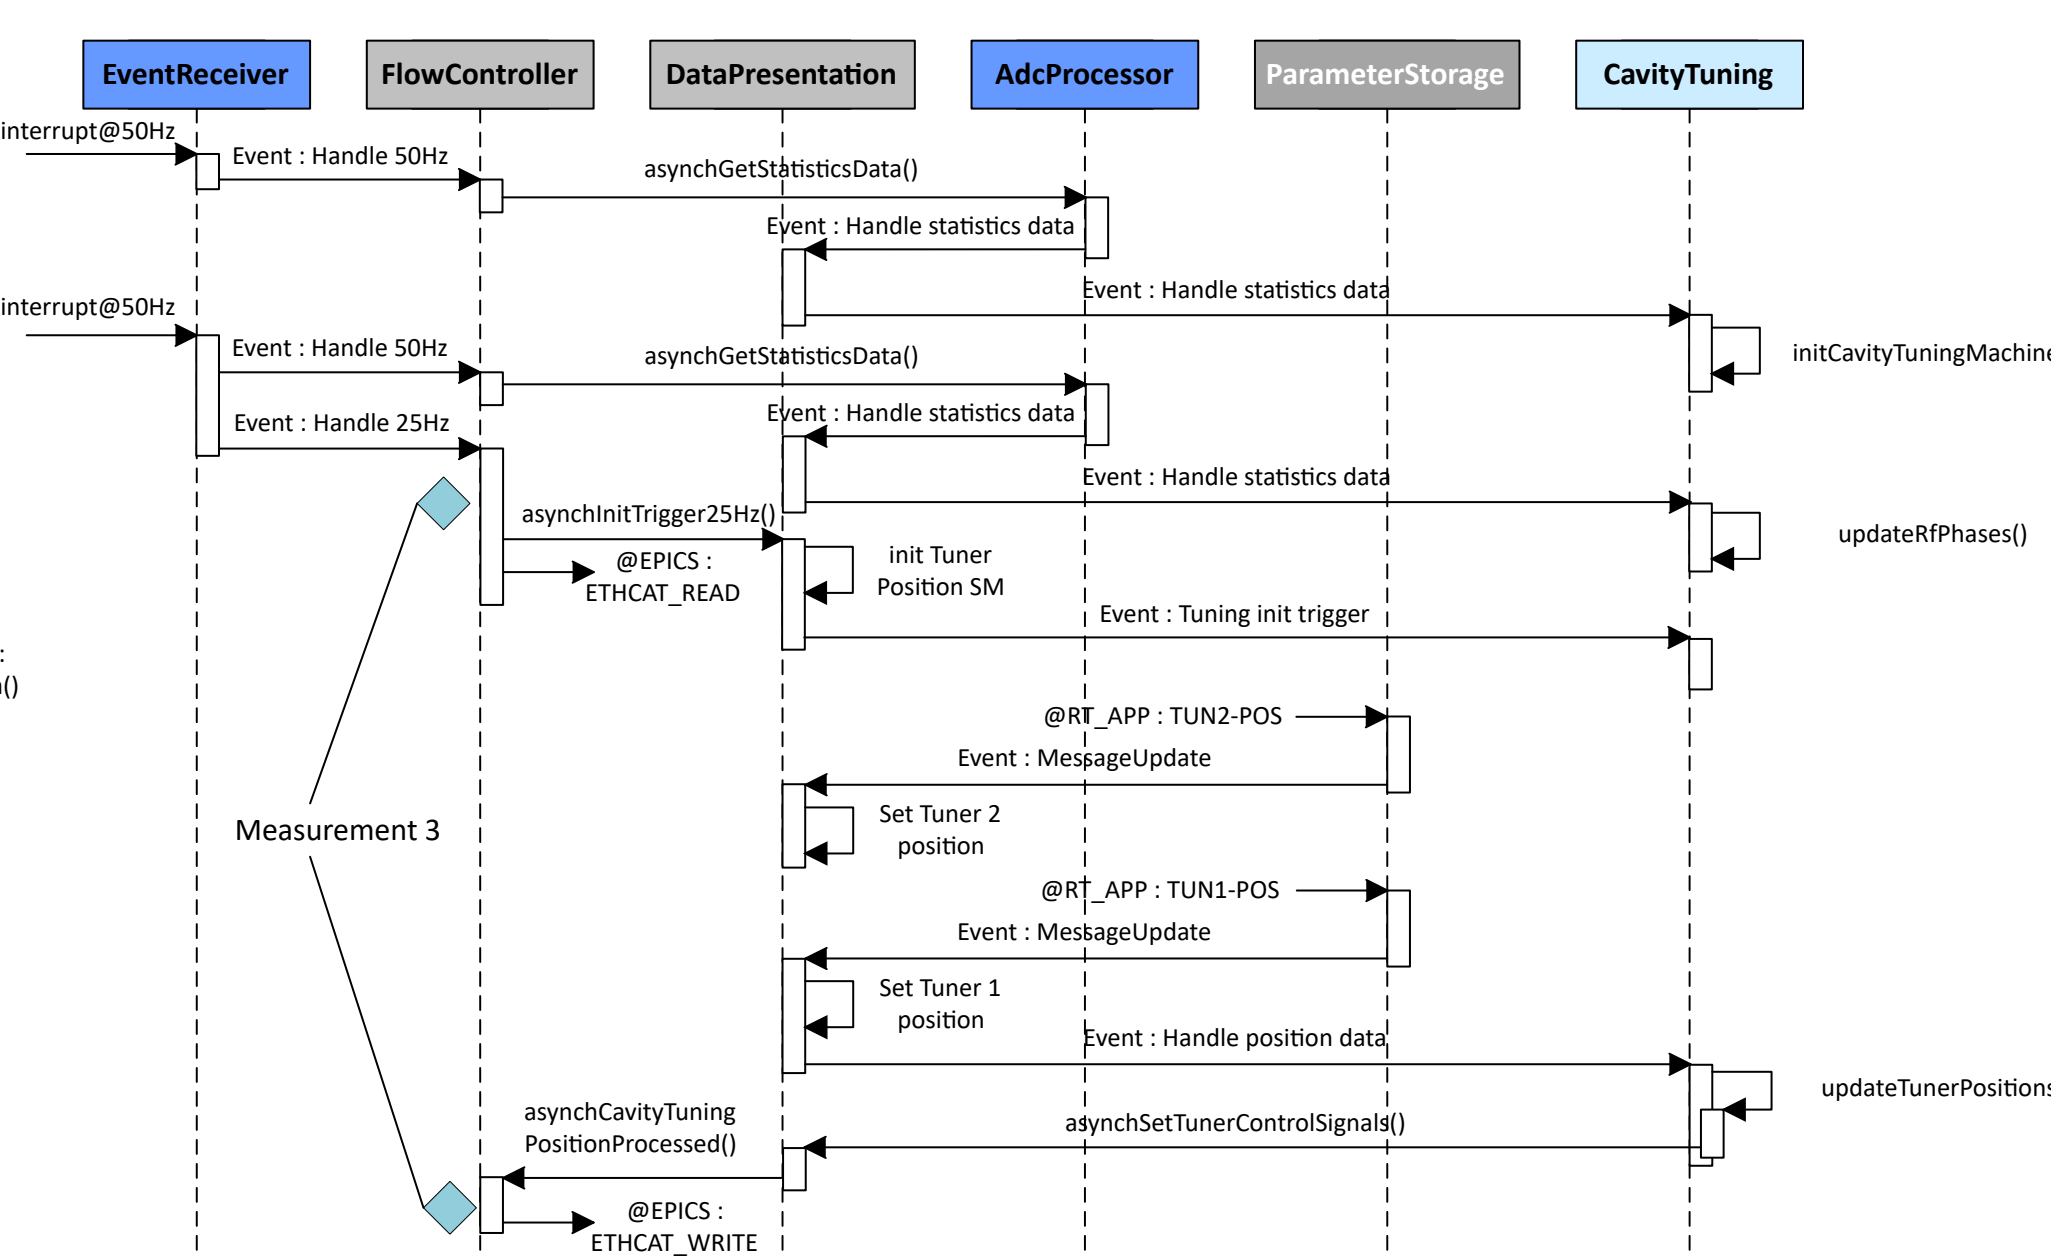 EventReceiver
FlowController
DataPresentation
AdcProcessor
ParameterStorage
CavityTuning
interrupt@50Hz
Event : Handle 50Hz
asynchGetStatisticsData()
Event : Handle statistics data
Event : Handle statistics data
interrupt@50Hz
Event : Handle 50Hz
asynchGetStatisticsData()
initCavityTuningMachine
Event : Handle 25Hz
Event : Handle statistics data
Event : Handle statistics data
asynchInitTrigger25Hz()
updateRfPhases()
@EPICS :
ETHCAT_READ
init Tuner
Position SM
Event : Tuning init trigger
:
()
@RT_APP : TUN2-POS
Event : MessageUpdate
Set Tuner 2
position
Measurement 3
@RT_APP : TUN1-POS
Event : MessageUpdate
Set Tuner 1
position
Event : Handle position data
updateTunerPositions
asynchCavityTuning
PositionProcessed()
asynchSetTunerControlSignals()
@EPICS :
ETHCAT_WRITE